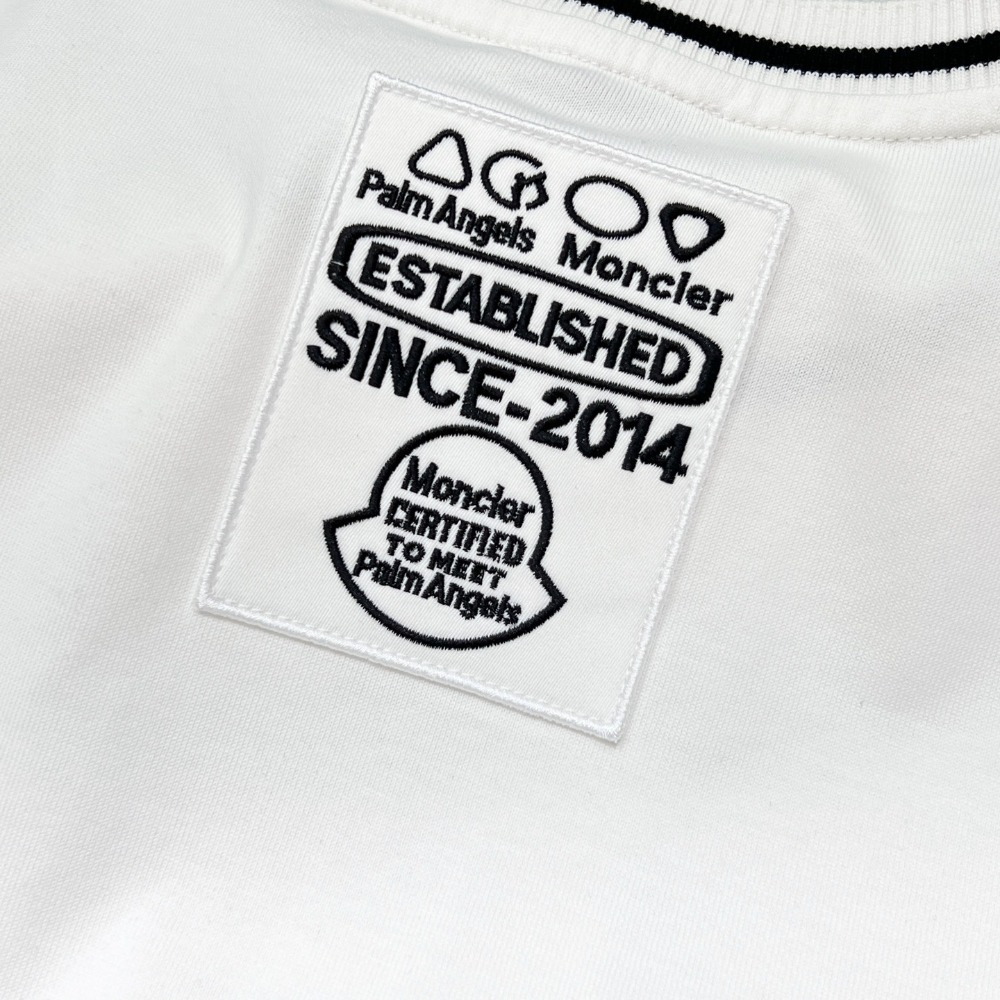 Palm Angels Moncler
ESTABLISHED
SINCE-2014
Moncler
CERTIFIED
TO MEET
Palm Angels